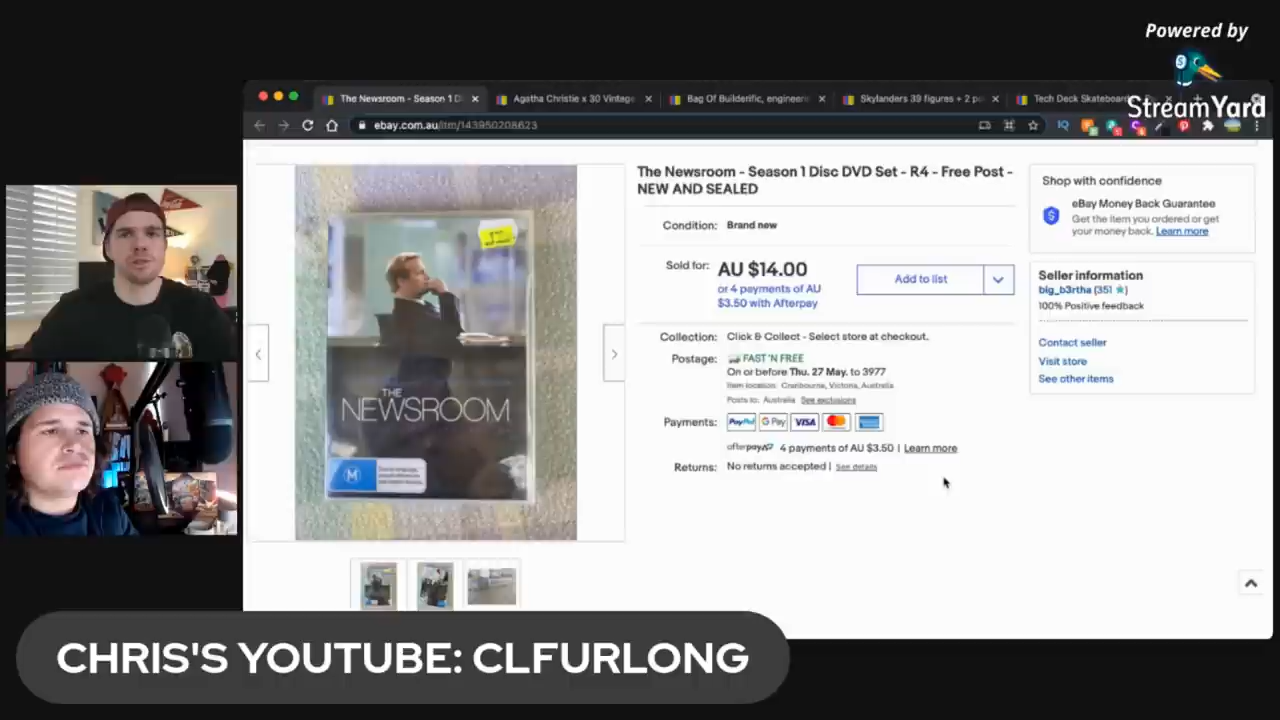 Powered by
StreamYard
The Newsroom - Season 1 D
Agatha Christie x 30 Vintage
Bag Of Builderific, engineere
Skylanders 39 figures + 2 p
Tech Deck Skateboard
ebay.com.au/itm/143950208623
The Newsroom - Season 1 Disc DVD Set - R4 - Free Post -
NEW AND SEALED
Condition: Brand new
Sold for: AU $14.00
or 4 payments of AU
$3.50 with Afterpay
Add to list
Collection: Click & Collect - Select store at checkout.
Postage: FAST 'N FREE
On or before Thu. 27 May. to 3977
Item location: Cranbourne, Victoria, Australia
Posts to: Australia See exclusions
Payments: PayPal G Pay VISA
afterpay 4 payments of AU $3.50 | Learn more
Returns: No returns accepted | See details
Shop with confidence
eBay Money Back Guarantee
Get the item you ordered or get
your money back. Learn more
Seller information
big_b3rtha (351)
100% Positive feedback
Contact seller
Visit store
See other items
THE
NEWSROOM
M
CHRIS'S YOUTUBE: CLFURLONG